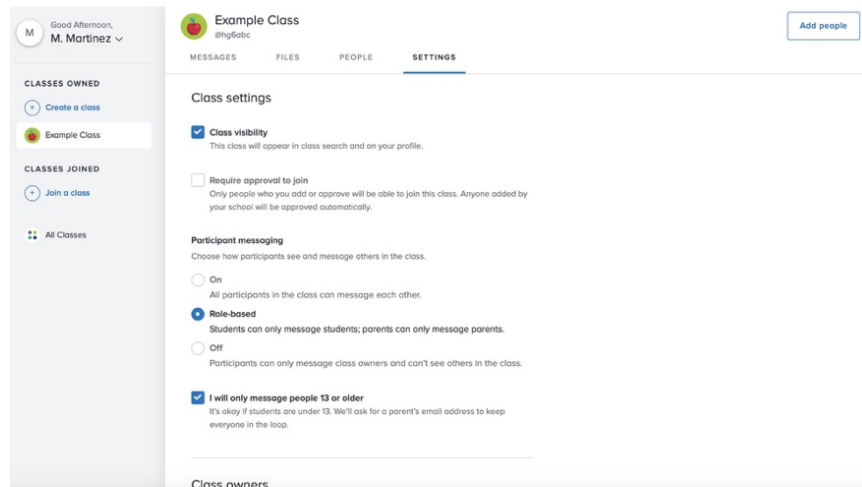 M
Good Afternoon,
M. Martinez
CLASSES OWNED
Create a class
Example Class
CLASSES JOINED
Join a class
All Classes
Example Class
@hg6abc
Add people
MESSAGES FILES PEOPLE SETTINGS
Class settings
Class visibility
This class will appear in class search and on your profile.
Require approval to join
Only people who you add or approve will be able to join this class. Anyone added by
your school will be approved automatically.
Participant messaging
Choose how participants see and message others in the class.
On
All participants in the class can message each other.
Role-based
Students can only message students; parents can only message parents.
Off
Participants can only message class owners and can't see others in the class.
I will only message people 13 or older
It's okay if students are under 13. We'll ask for a parent's email address to keep
everyone in the loop.
Class owners